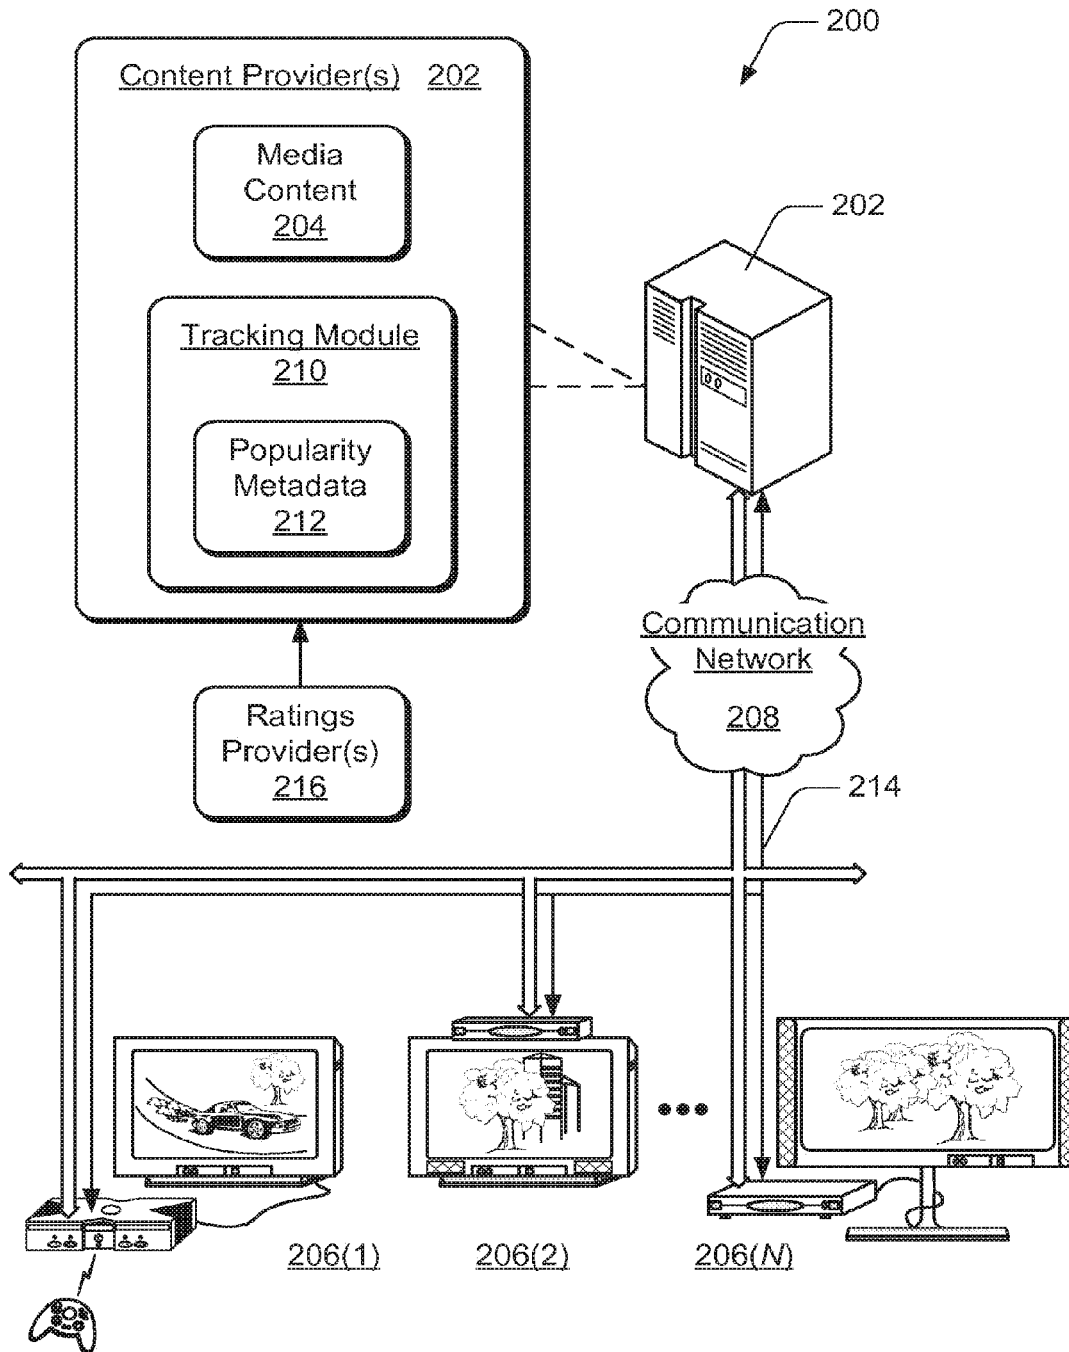 200
Content Provider(s) 202
Media
Content
204
202
Tracking Module
210
Popularity
Metadata
212
Communication
Network
208
Ratings
Provider(s)
216
214
206(1)
206(2)
206(N)